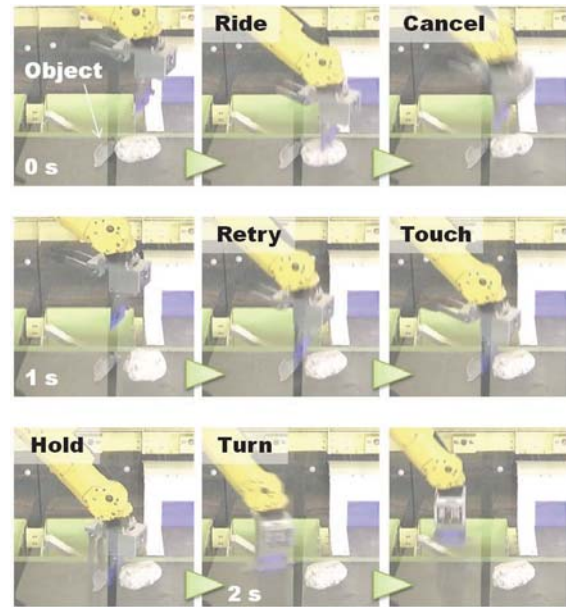 Ride
Cancel
Object
0 s
Retry
Touch
1 s
Hold
Turn
2 s